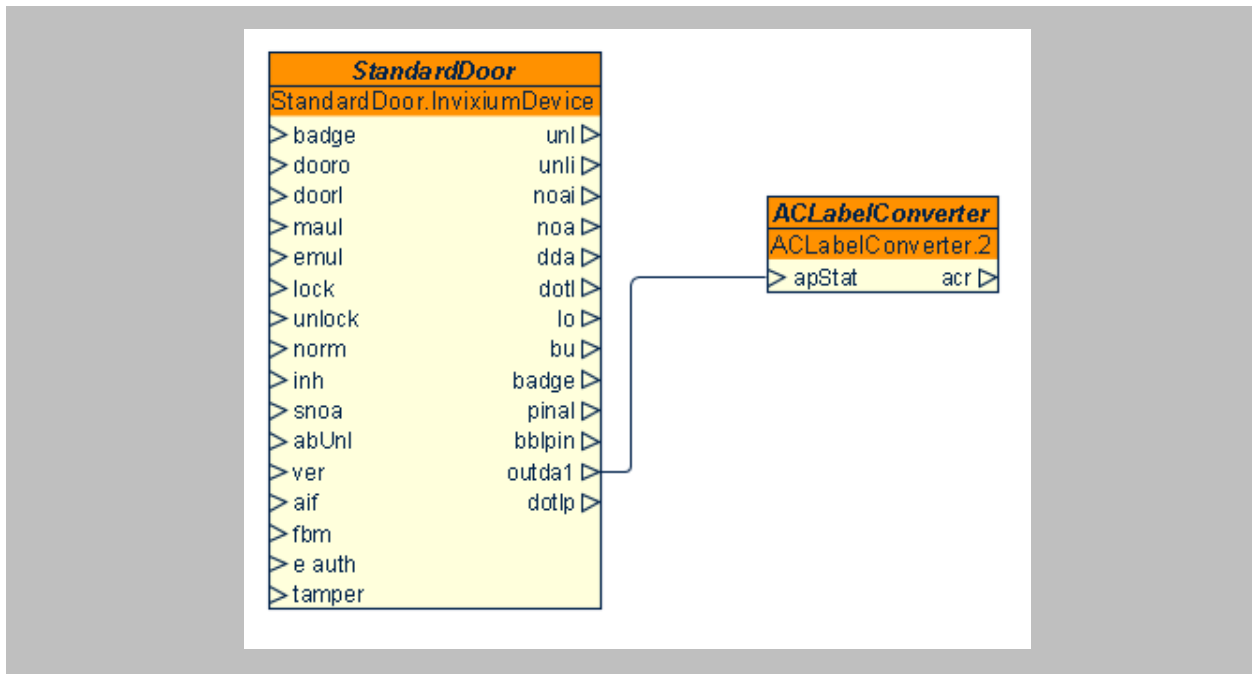 StandardDoor
StandardDoor.InvixiumDevice
badge unl
dooro unli
doorl noai
maul noa
emul dda
lock dotl
unlock lo
norm bu
inh badge
snoa pinal
abUnl bblpin
ver outda1
aif dotlp
fbm
e auth
tamper
ACLabelConverter
ACLabelConverter.2
apStat acr